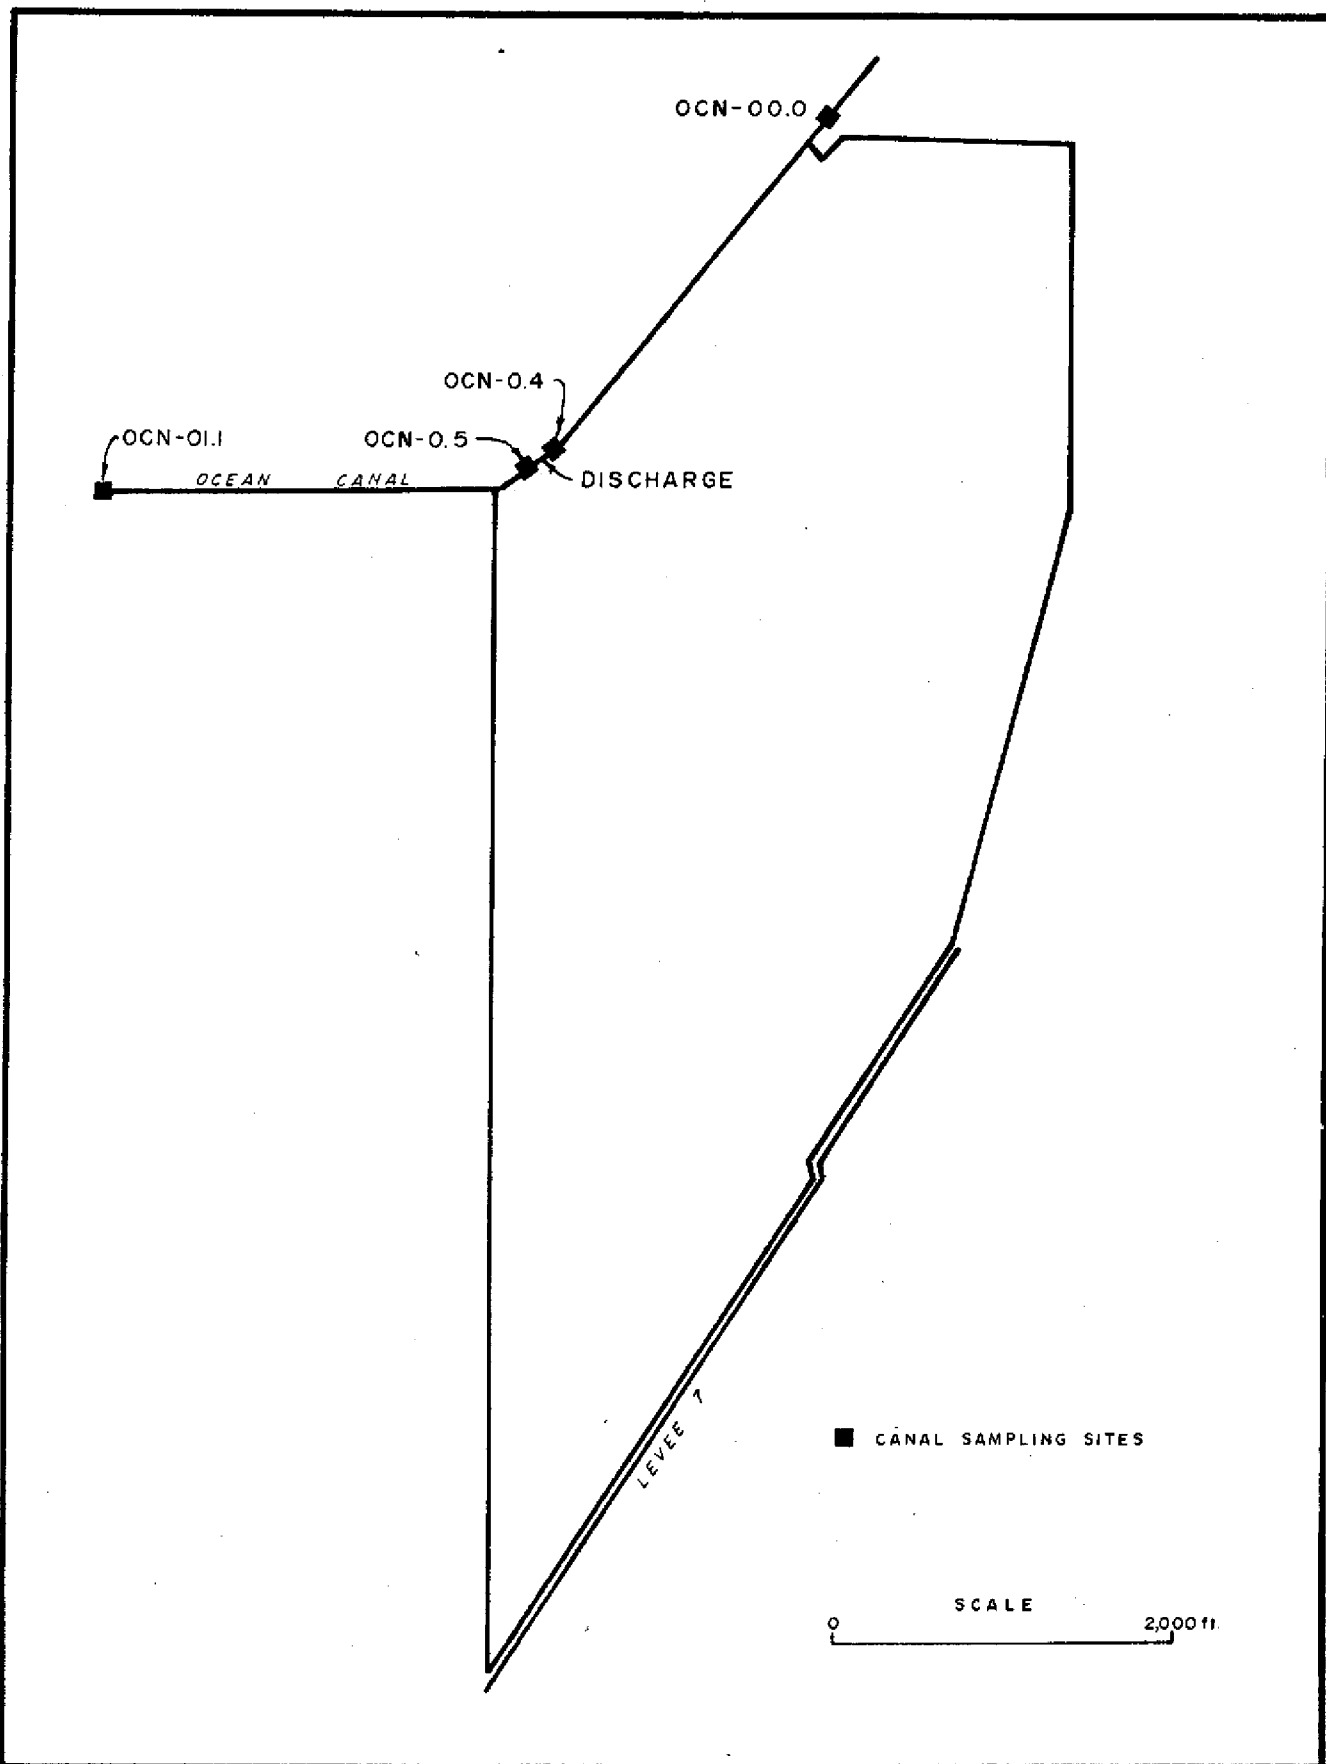 OCN-00.0
OCN-0.4
OCN-01.1
OCN-0.5
OCEAN CANAL
DISCHARGE
LEVEE 7
CANAL SAMPLING SITES
SCALE
0 2,000 ft.